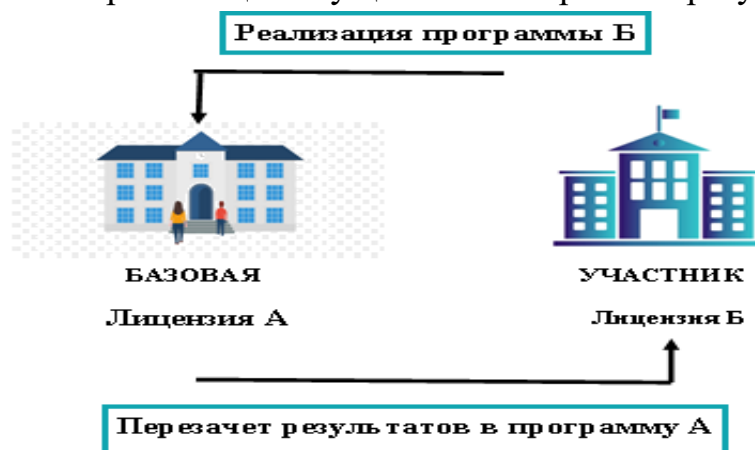 Реализация программы Б
БАЗОВАЯ
УЧАСТНИК
Лицензия А
Лицензия Б
Перезачет результатов в программу А